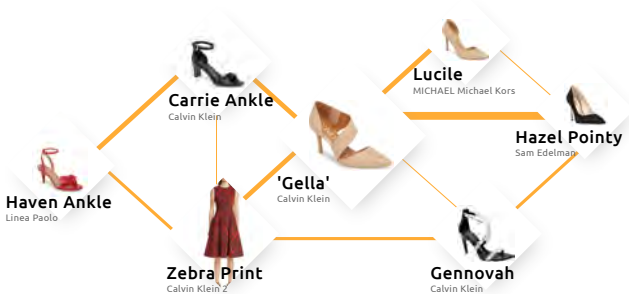 Lucile
MICHAEL Michael Kors
Carrie Ankle
Calvin Klein
Hazel Pointy
Sam Edelman
'Gella'
Calvin Klein
Haven Ankle
Linea Paolo
Zebra Print
Calvin Klein 2
Gennovah
Calvin Klein